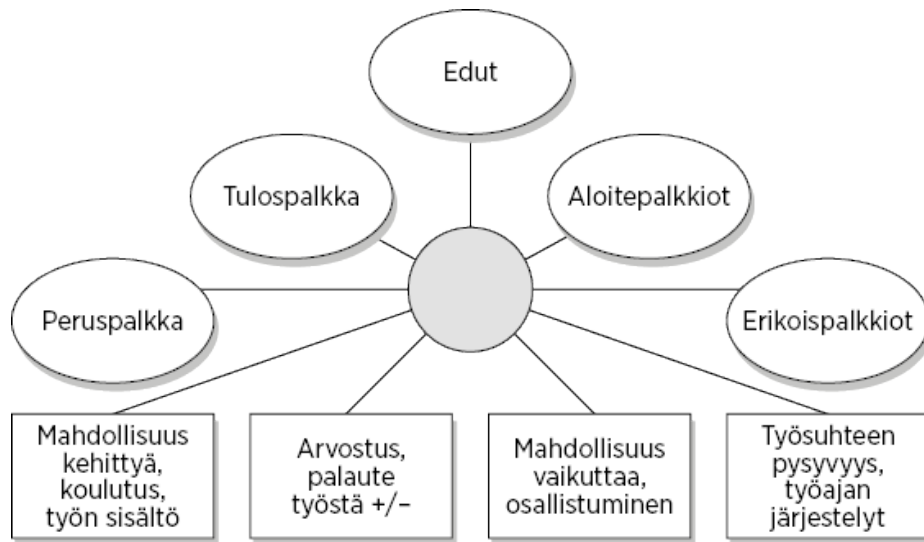 Edut
Tulospalkka
Aloitepalkkiot
Peruspalkka
Erikoispalkkiot
Mahdollisuus
kehittyä,
koulutus,
työn sisältö
Arvostus,
palaute
työstä +/–
Mahdollisuus
vaikuttaa,
osallistuminen
Työsuhteen
pysyvyys,
työajan
järjestelyt